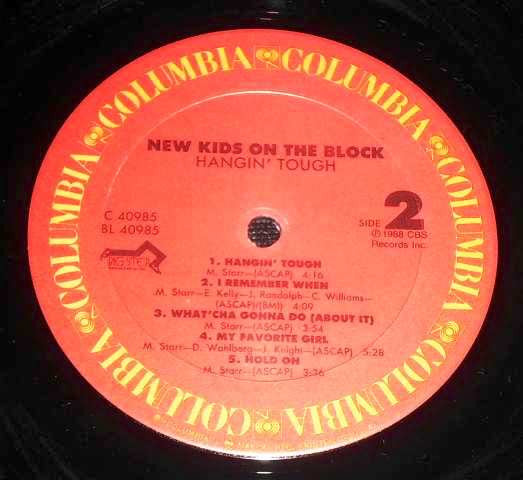 COLUMBIA COLUMBIA COLUMBIA COLUMBIA COLUMBIA COLUMBIA COLUMBIA COLUMBIA
NEW KIDS ON THE BLOCK
HANGIN' TOUGH
C 40985
BL 40985
SIDE 2
℗ 1988 CBS
Records Inc.
1. HANGIN' TOUGH
M. Starr—(ASCAP) 4:16
2. I REMEMBER WHEN
M. Starr—E. Kelly—J. Randolph—C. Williams—
(ASCAP)/(BMI) 4:09
3. WHAT'CHA GONNA DO (ABOUT IT)
M. Starr—(ASCAP) 3:54
4. MY FAVORITE GIRL
M. Starr—D. Wahlberg—J. Knight—(ASCAP) 5:28
5. HOLD ON
M. Starr—(ASCAP) 3:36